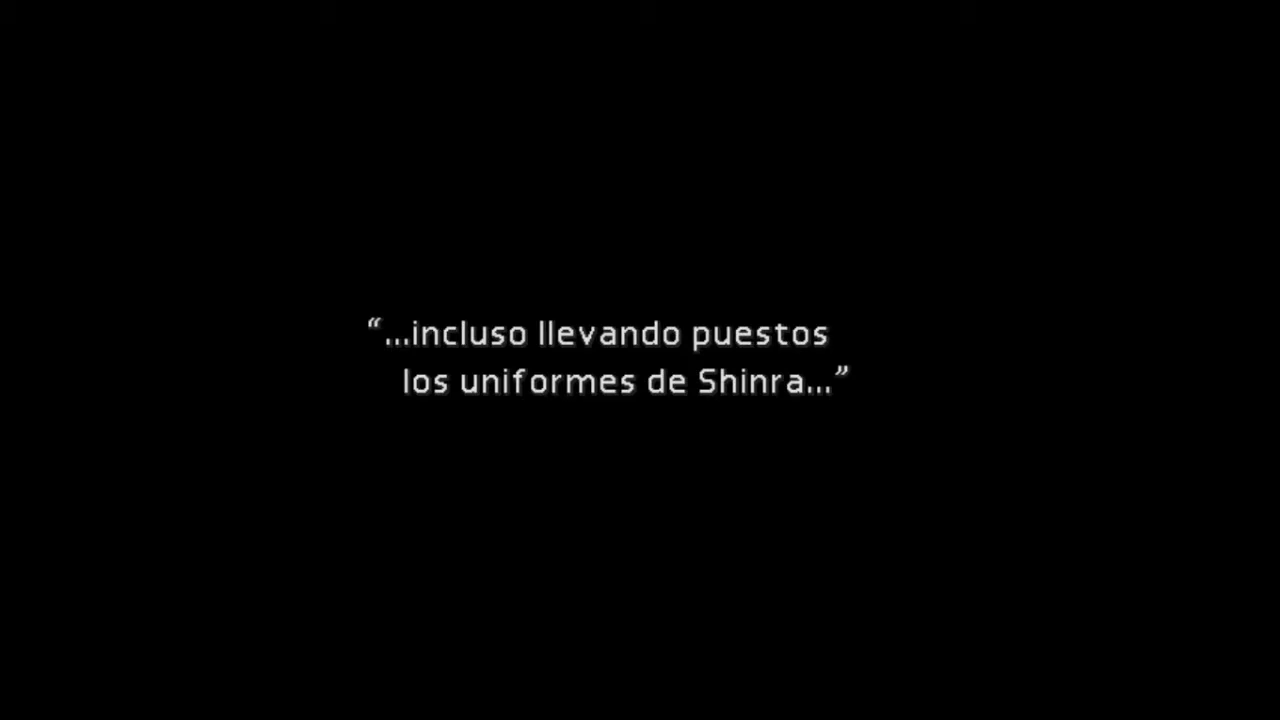 “...incluso llevando puestos
los uniformes de Shinra...”